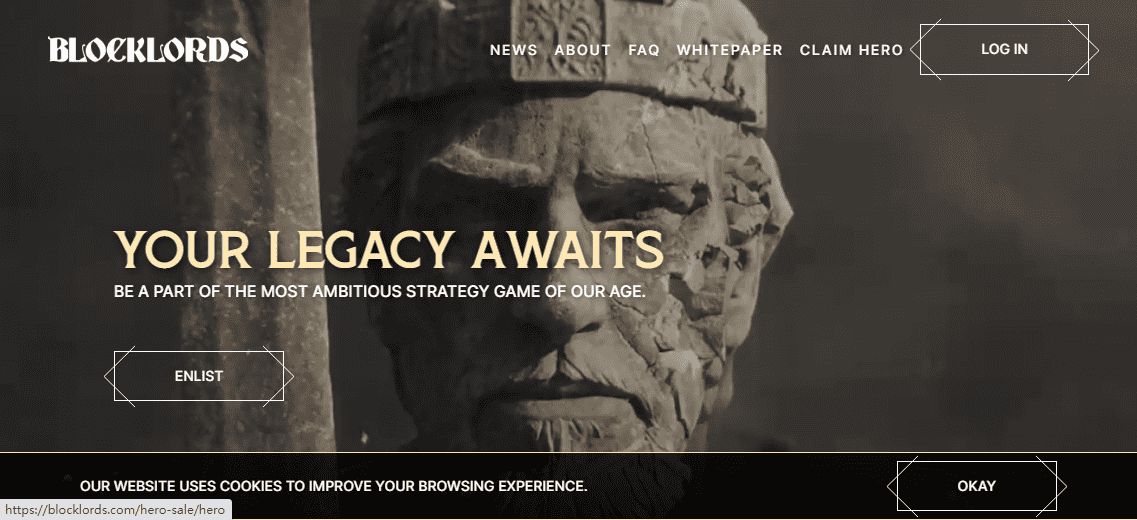 BLOCKLORDS
NEWS ABOUT FAQ WHITEPAPER CLAIM HERO LOG IN
YOUR LEGACY AWAITS
BE A PART OF THE MOST AMBITIOUS STRATEGY GAME OF OUR AGE.
ENLIST
OUR WEBSITE USES COOKIES TO IMPROVE YOUR BROWSING EXPERIENCE. OKAY
https://blocklords.com/hero-sale/hero